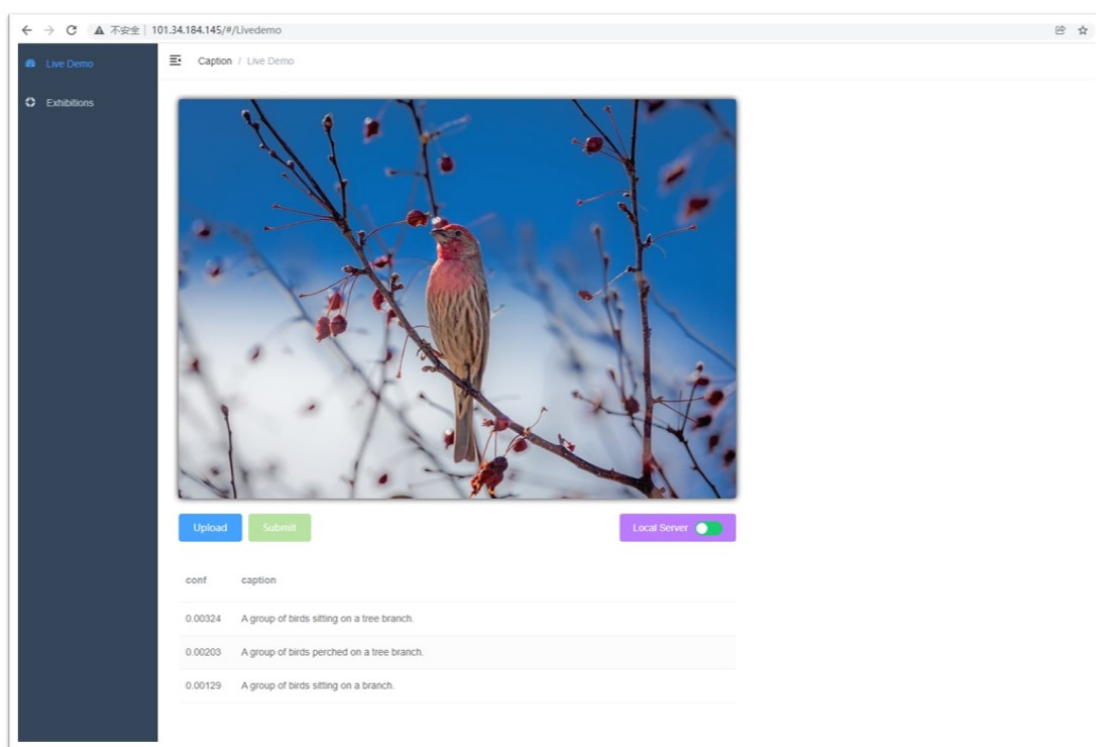 不安全 101.34.184.145/#/Livedemo
Live Demo
Exhibitions
Caption / Live Demo
Upload Submit Local Server
conf caption
0.00324 A group of birds sitting on a tree branch.
0.00203 A group of birds perched on a tree branch.
0.00129 A group of birds sitting on a branch.